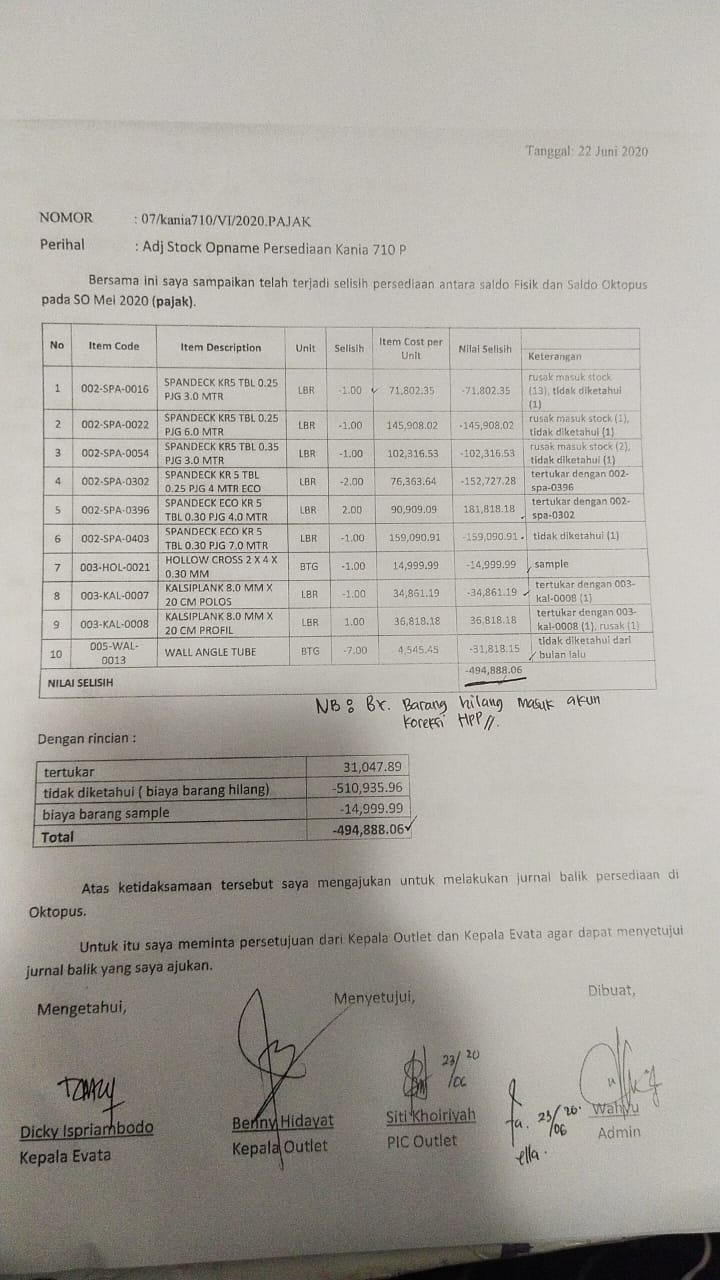 Tanggal: 22 Juni 2020
NOMOR : 07/kania710/VI/2020.PAJAK
Perihal : Adj Stock Opname Persediaan Kania 710 P
Bersama ini saya sampaikan telah terjadi selisih persediaan antara saldo Fisik dan Saldo Oktopus
pada SO Mei 2020 (pajak).
No Item Code Item Description Unit Selisih Item Cost per Unit Nilai Selisih Keterangan
1 002-SPA-0016 SPANDECK KR5 TBL 0.25 PJG 3.0 MTR LBR -1.00 71,802.35 -71,802.35 rusak masuk stock (13), tidak diketahui (1)
2 002-SPA-0022 SPANDECK KR5 TBL 0.25 PJG 6.0 MTR LBR -1.00 145,908.02 -145,908.02 rusak masuk stock (1), tidak diketahui (1)
3 002-SPA-0054 SPANDECK KR5 TBL 0.35 PJG 3.0 MTR LBR -1.00 102,316.53 -102,316.53 rusak masuk stock (2), tidak diketahui (1)
4 002-SPA-0302 SPANDECK KR 5 TBL 0.25 PJG 4 MTR ECO LBR -2.00 76,363.64 -152,727.28 tertukar dengan 002-spa-0396
5 002-SPA-0396 SPANDECK ECO KR 5 TBL 0.30 PJG 4.0 MTR LBR 2.00 90,909.09 181,818.18 tertukar dengan 002-spa-0302
6 002-SPA-0403 SPANDECK ECO KR 5 TBL 0.30 PJG 7.0 MTR LBR -1.00 159,090.91 -159,090.91 tidak diketahui (1)
7 003-HOL-0021 HOLLOW CROSS 2 X 4 X 0.30 MM BTG -1.00 14,999.99 -14,999.99 sample
8 003-KAL-0007 KALSIPLANK 8.0 MM X 20 CM POLOS LBR -1.00 34,861.19 -34,861.19 tertukar dengan 003-kal-0008 (1)
9 003-KAL-0008 KALSIPLANK 8.0 MM X 20 CM PROFIL LBR 1.00 36,818.18 36,818.18 tertukar dengan 003-kal-0008 (1), rusak (1)
10 005-WAL-0013 WALL ANGLE TUBE BTG -7.00 4,545.45 -31,818.15 tidak diketahui dari bulan lalu
NILAI SELISIH -494,888.06
NB : By. Barang hilang masuk akun
koreksi HPP //.
Dengan rincian :
tertukar 31,047.89
tidak diketahui ( biaya barang hilang) -510,935.96
biaya barang sample -14,999.99
Total -494,888.06
Atas ketidaksamaan tersebut saya mengajukan untuk melakukan jurnal balik persediaan di
Oktopus.
Untuk itu saya meminta persetujuan dari Kepala Outlet dan Kepala Evata agar dapat menyetujui
jurnal balik yang saya ajukan.
Mengetahui, Menyetujui, Dibuat,
23/06 20
23/06 20.
ella.
Dicky Ispriambodo Benny Hidayat Siti Khoiriyah Wahyu
Kepala Evata Kepala Outlet PIC Outlet Admin